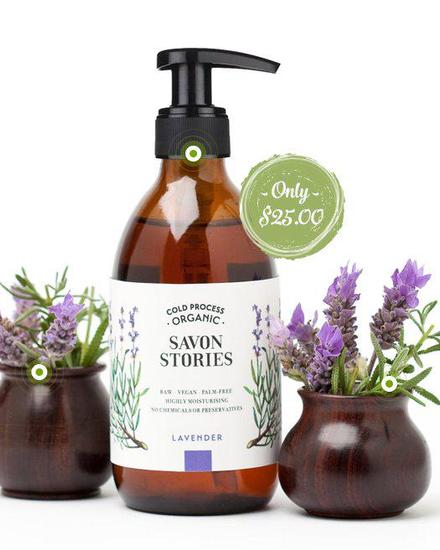 Only
$25.00
COLD PROCESS
· ORGANIC ·
SAVON
STORIES
RAW · VEGAN · PALM-FREE
HIGHLY MOISTURISING
NO CHEMICALS OR PRESERVATIVES
LAVENDER